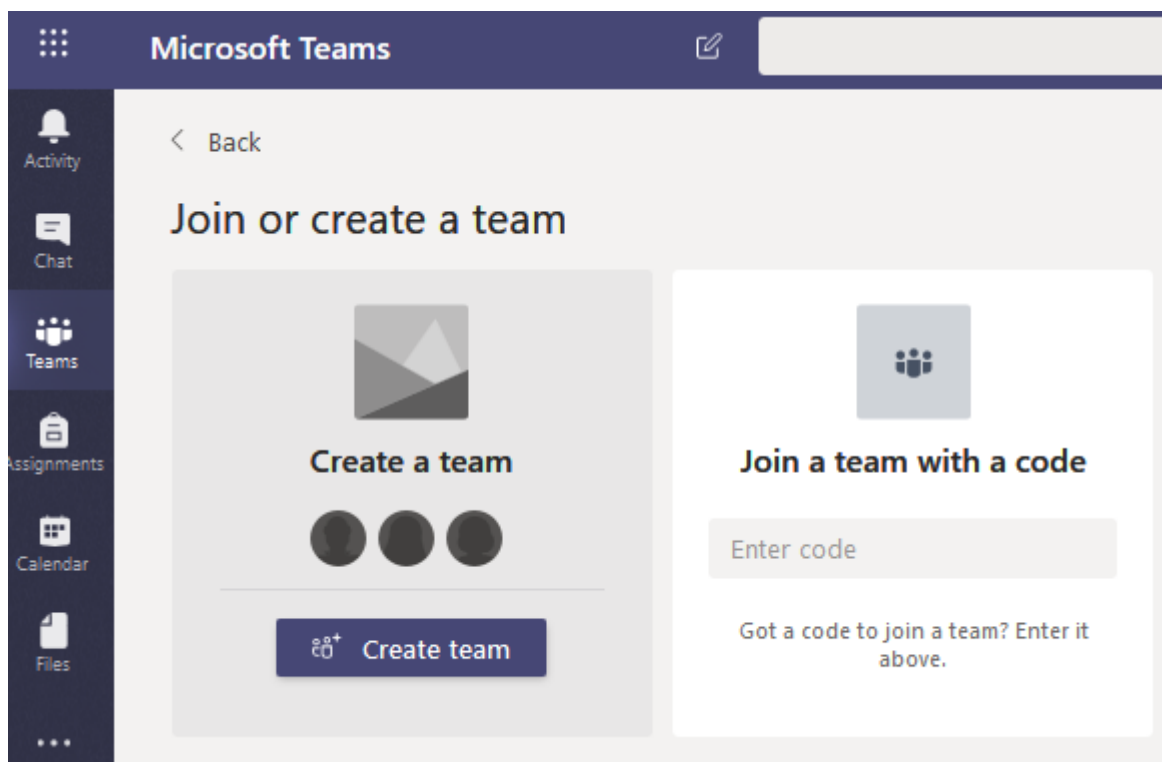 Microsoft Teams
Activity
Chat
Teams
Assignments
Calendar
Files
Back
Join or create a team
Create a team
Create team
Join a team with a code
Enter code
Got a code to join a team? Enter it
above.